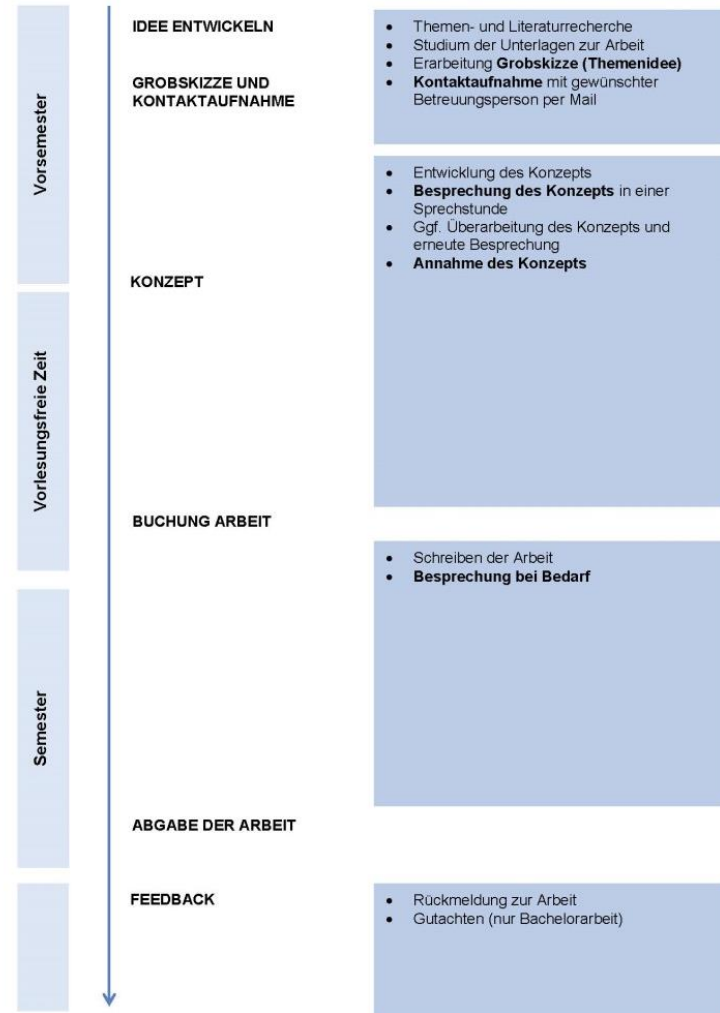 Vorsemester
IDEE ENTWICKELN
GROBSKIZZE UND
KONTAKTAUFNAHME
• Themen- und Literaturrecherche
• Studium der Unterlagen zur Arbeit
• Erarbeitung Grobskizze (Themenidee)
• Kontaktaufnahme mit gewünschter
Betreuungsperson per Mail
KONZEPT
• Entwicklung des Konzepts
• Besprechung des Konzepts in einer
Sprechstunde
• Ggf. Überarbeitung des Konzepts und
erneute Besprechung
• Annahme des Konzepts
Vorlesungsfreie Zeit
BUCHUNG ARBEIT
• Schreiben der Arbeit
• Besprechung bei Bedarf
Semester
ABGABE DER ARBEIT
FEEDBACK
• Rückmeldung zur Arbeit
• Gutachten (nur Bachelorarbeit)